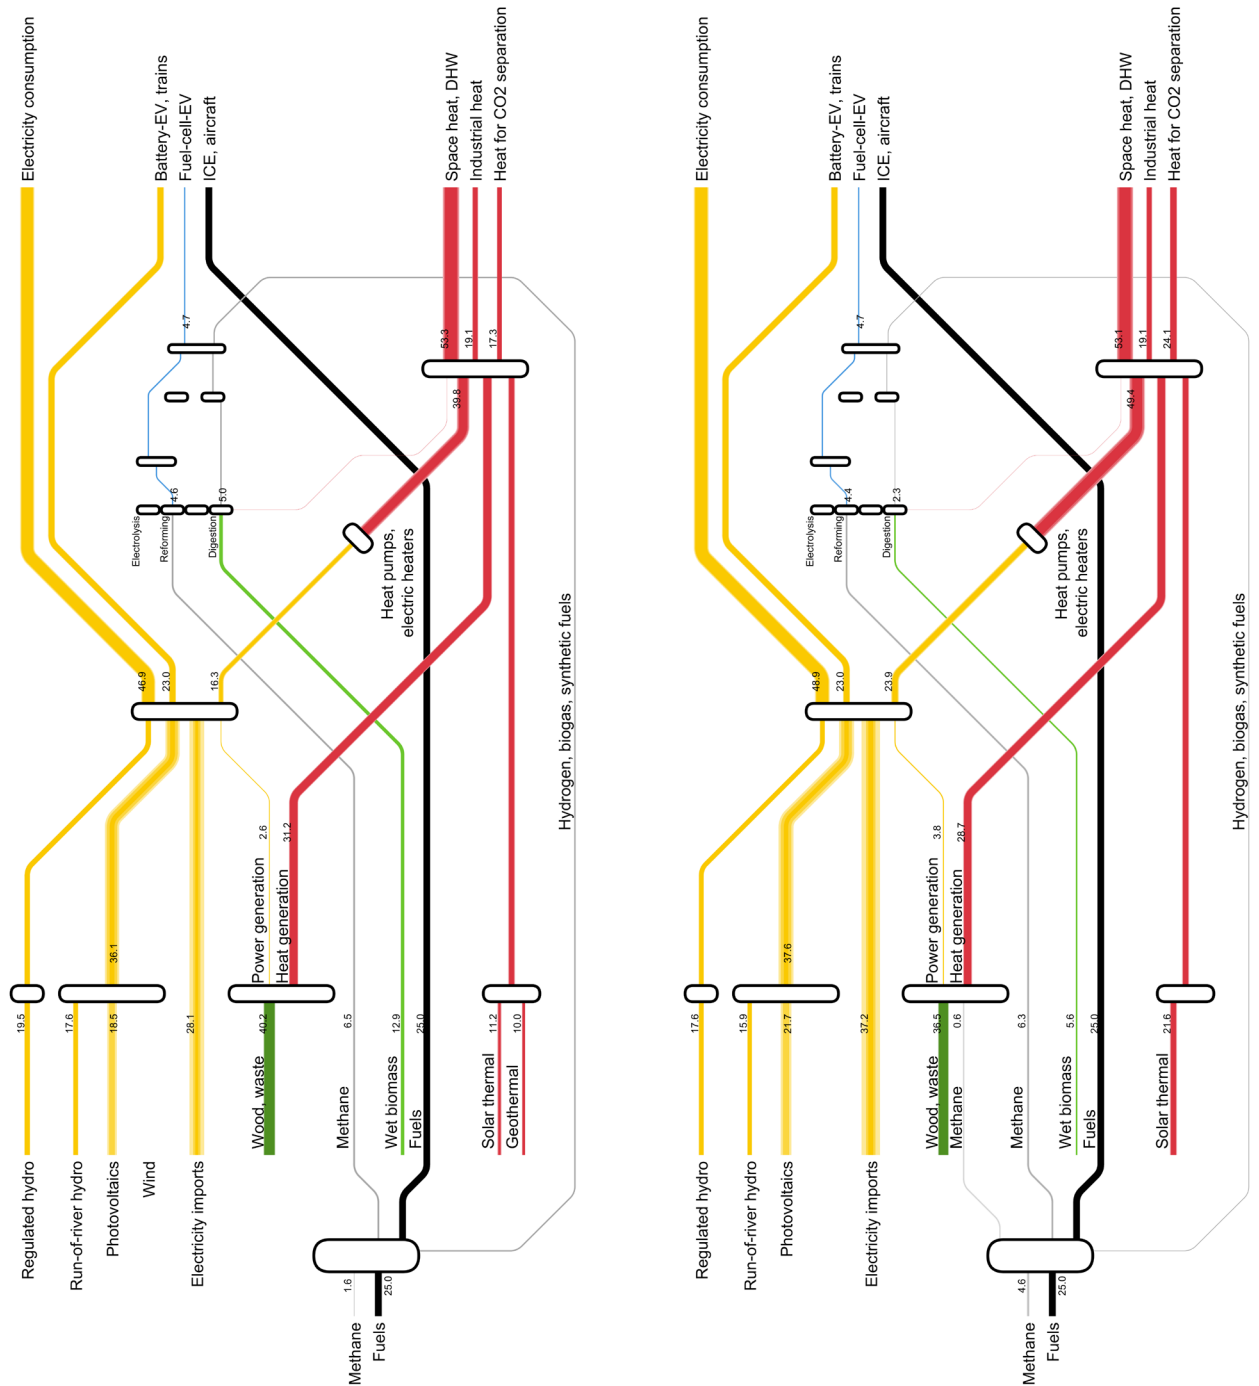 Electricity consumption
Battery-EV, trains
Fuel-cell-EV
ICE, aircraft
Space heat, DHW
Industrial heat
Heat for CO2 separation
4.7
53.3
19.1
17.3
39.8
4.6
5.0
Electrolysis
Reforming
Digestion
Heat pumps,
electric heaters
46.9
23.0
16.3
Hydrogen, biogas, synthetic fuels
2.6
31.2
Power generation
Heat generation
36.1
19.5
17.6
18.5
28.1
40.2
6.5
12.9
25.0
11.2
10.0
Wood, waste
Methane
Wet biomass
Fuels
Solar thermal
Geothermal
Regulated hydro
Run-of-river hydro
Photovoltaics
Wind
Electricity imports
1.6
25.0
Methane
Fuels
Electricity consumption
Battery-EV, trains
Fuel-cell-EV
ICE, aircraft
Space heat, DHW
Industrial heat
Heat for CO2 separation
4.7
53.1
19.1
24.1
49.4
4.4
2.3
Electrolysis
Reforming
Digestion
Heat pumps,
electric heaters
48.9
23.0
23.9
Hydrogen, biogas, synthetic fuels
3.8
28.7
Power generation
Heat generation
37.6
17.6
15.9
21.7
37.2
36.5
0.6
6.3
5.6
25.0
21.6
Wood, waste
Methane
Methane
Wet biomass
Fuels
Solar thermal
Regulated hydro
Run-of-river hydro
Photovoltaics
Electricity imports
4.6
25.0
Methane
Fuels